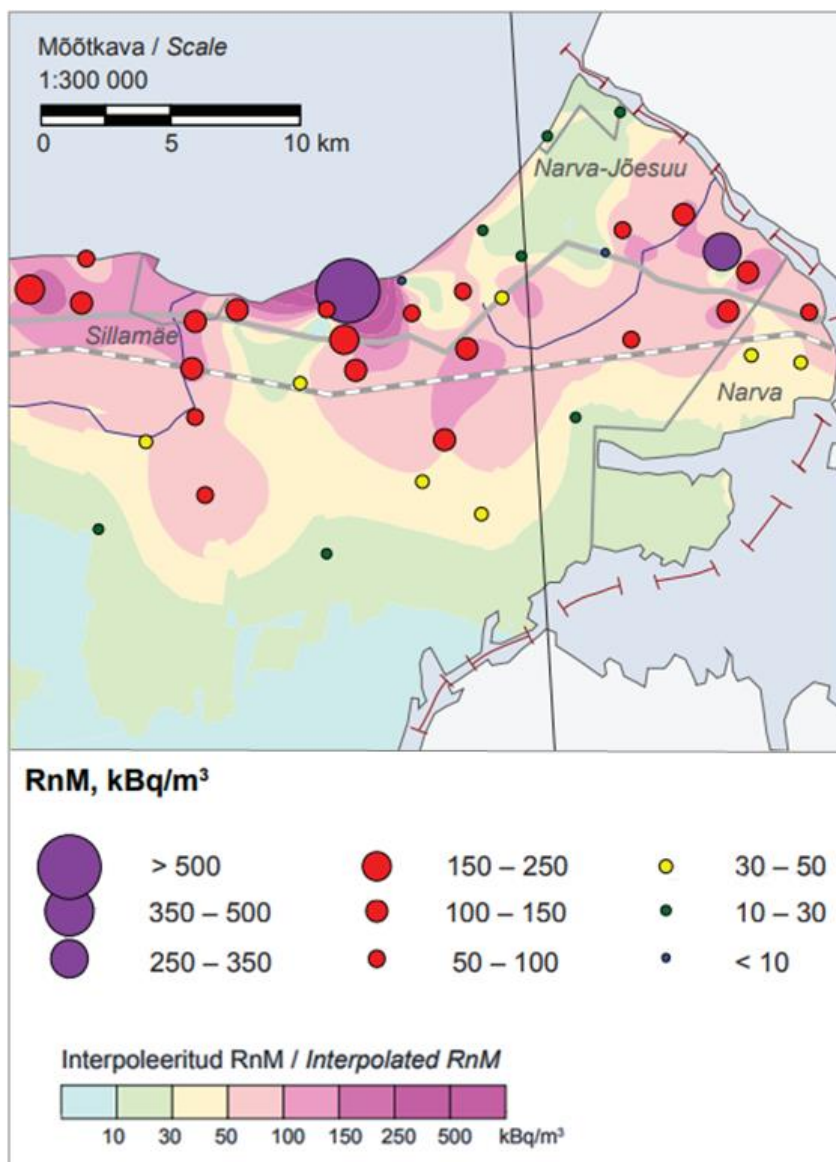 Mõõtkava / Scale
1:300 000
0 5 10 km
Narva-Jõesuu
Sillamäe
Narva
RnM, kBq/m³
> 500 150 – 250 30 – 50
350 – 500 100 – 150 10 – 30
250 – 350 50 – 100 < 10
Interpoleeritud RnM / Interpolated RnM
10 30 50 100 150 250 500 kBq/m³